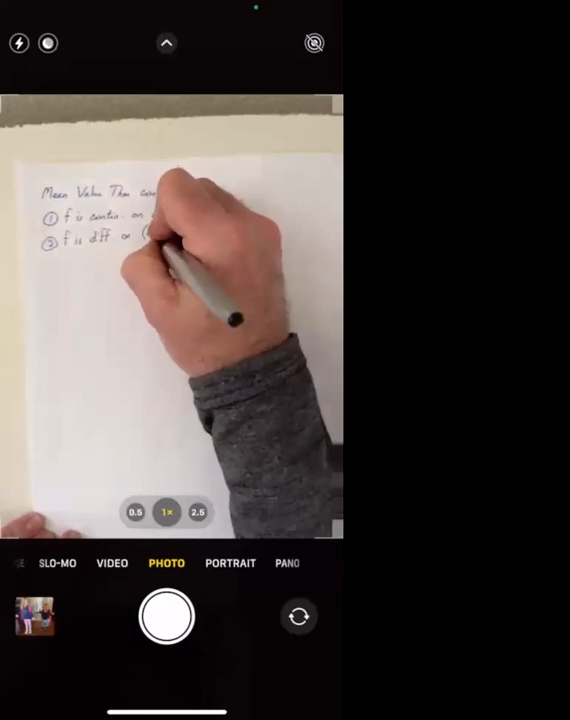 0.5 1× 2.5
SLO-MO VIDEO PHOTO PORTRAIT PANO
Mean Value Thm
① f is contin. on
② f is diff on (